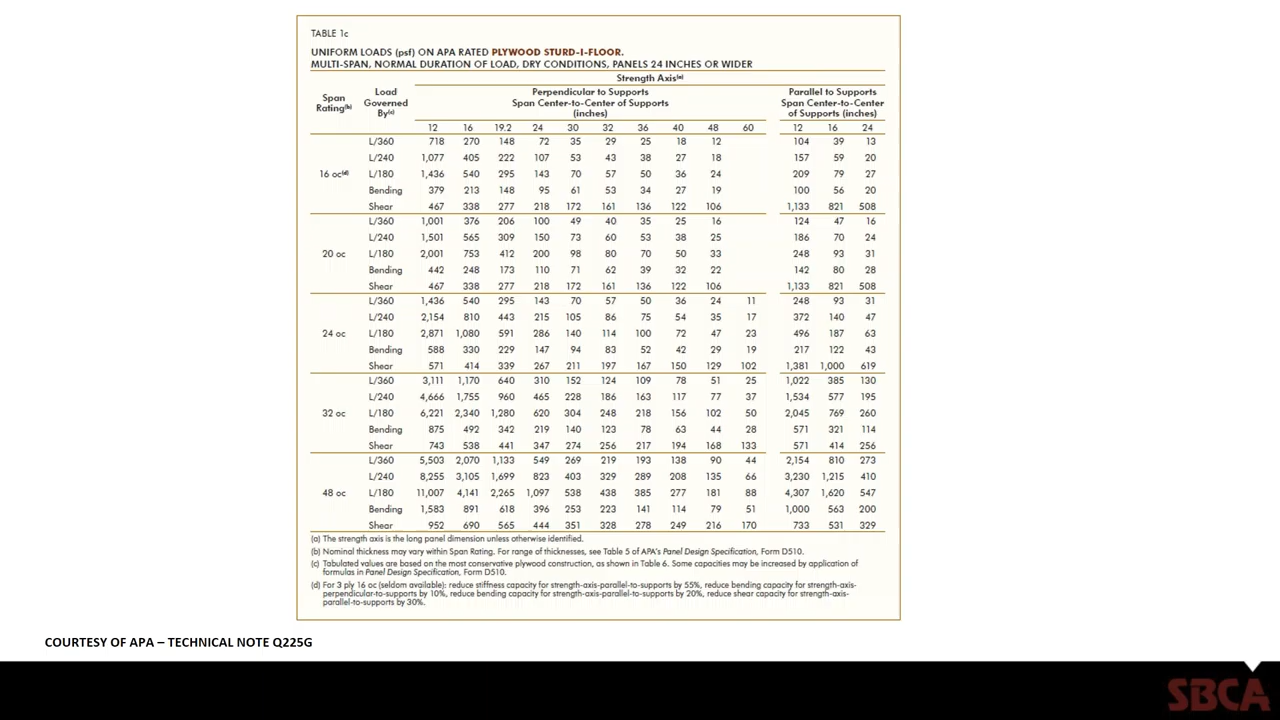 TABLE 1c
UNIFORM LOADS (psf) ON APA RATED PLYWOOD STURD-I-FLOOR.
MULTI-SPAN, NORMAL DURATION OF LOAD, DRY CONDITIONS, PANELS 24 INCHES OR WIDER
Strength Axis(a)
Span Rating(b) Load Governed By(c) Perpendicular to Supports Span Center-to-Center of Supports (inches) Parallel to Supports Span Center-to-Center of Supports (inches)
12 16 19.2 24 30 32 36 40 48 60 12 16 24
L/360 718 270 148 72 35 29 25 18 12 104 39 13
L/240 1,077 405 222 107 53 43 38 27 18 157 59 20
16 oc(d) L/180 1,436 540 295 143 70 57 50 36 24 209 79 27
Bending 379 213 148 95 61 53 34 27 19 100 56 20
Shear 467 338 277 218 172 161 136 122 106 1,133 821 508
L/360 1,001 376 206 100 49 40 35 25 16 124 47 16
L/240 1,501 565 309 150 73 60 53 38 25 186 70 24
20 oc L/180 2,001 753 412 200 98 80 70 50 33 248 93 31
Bending 442 248 173 110 71 62 39 32 22 142 80 28
Shear 467 338 277 218 172 161 136 122 106 1,133 821 508
L/360 1,436 540 295 143 70 57 50 36 24 11 248 93 31
L/240 2,154 810 443 215 105 86 75 54 35 17 372 140 47
24 oc L/180 2,871 1,080 591 286 140 114 100 72 47 23 496 187 63
Bending 588 330 229 147 94 83 52 42 29 19 217 122 43
Shear 571 414 339 267 211 197 167 150 129 102 1,381 1,000 619
L/360 3,111 1,170 640 310 152 124 109 78 51 25 1,022 385 130
L/240 4,666 1,755 960 465 228 186 163 117 77 37 1,534 577 195
32 oc L/180 6,221 2,340 1,280 620 304 248 218 156 102 50 2,045 769 260
Bending 875 492 342 219 140 123 78 63 44 28 571 321 114
Shear 743 538 441 347 274 256 217 194 168 133 571 414 256
L/360 5,503 2,070 1,133 549 269 219 193 138 90 44 2,154 810 273
L/240 8,255 3,105 1,699 823 403 329 289 208 135 66 3,230 1,215 410
48 oc L/180 11,007 4,141 2,265 1,097 538 438 385 277 181 88 4,307 1,620 547
Bending 1,583 891 618 396 253 223 141 114 79 51 1,000 563 200
Shear 952 690 565 444 351 328 278 249 216 170 733 531 329
(a) The strength axis is the long panel dimension unless otherwise identified.
(b) Nominal thickness may vary within Span Rating. For range of thicknesses, see Table 5 of APA's Panel Design Specification, Form D510.
(c) Tabulated values are based on the most conservative plywood construction, as shown in Table 6. Some capacities may be increased by application of
formulas in Panel Design Specification, Form D510.
(d) For 3 ply 16 oc (seldom available): reduce stiffness capacity for strength-axis-parallel-to-supports by 55%, reduce bending capacity for strength-axis-
perpendicular-to-supports by 10%, reduce bending capacity for strength-axis-parallel-to-supports by 20%, reduce shear capacity for strength-axis-
parallel-to-supports by 30%.
COURTESY OF APA – TECHNICAL NOTE Q225G
SBCA